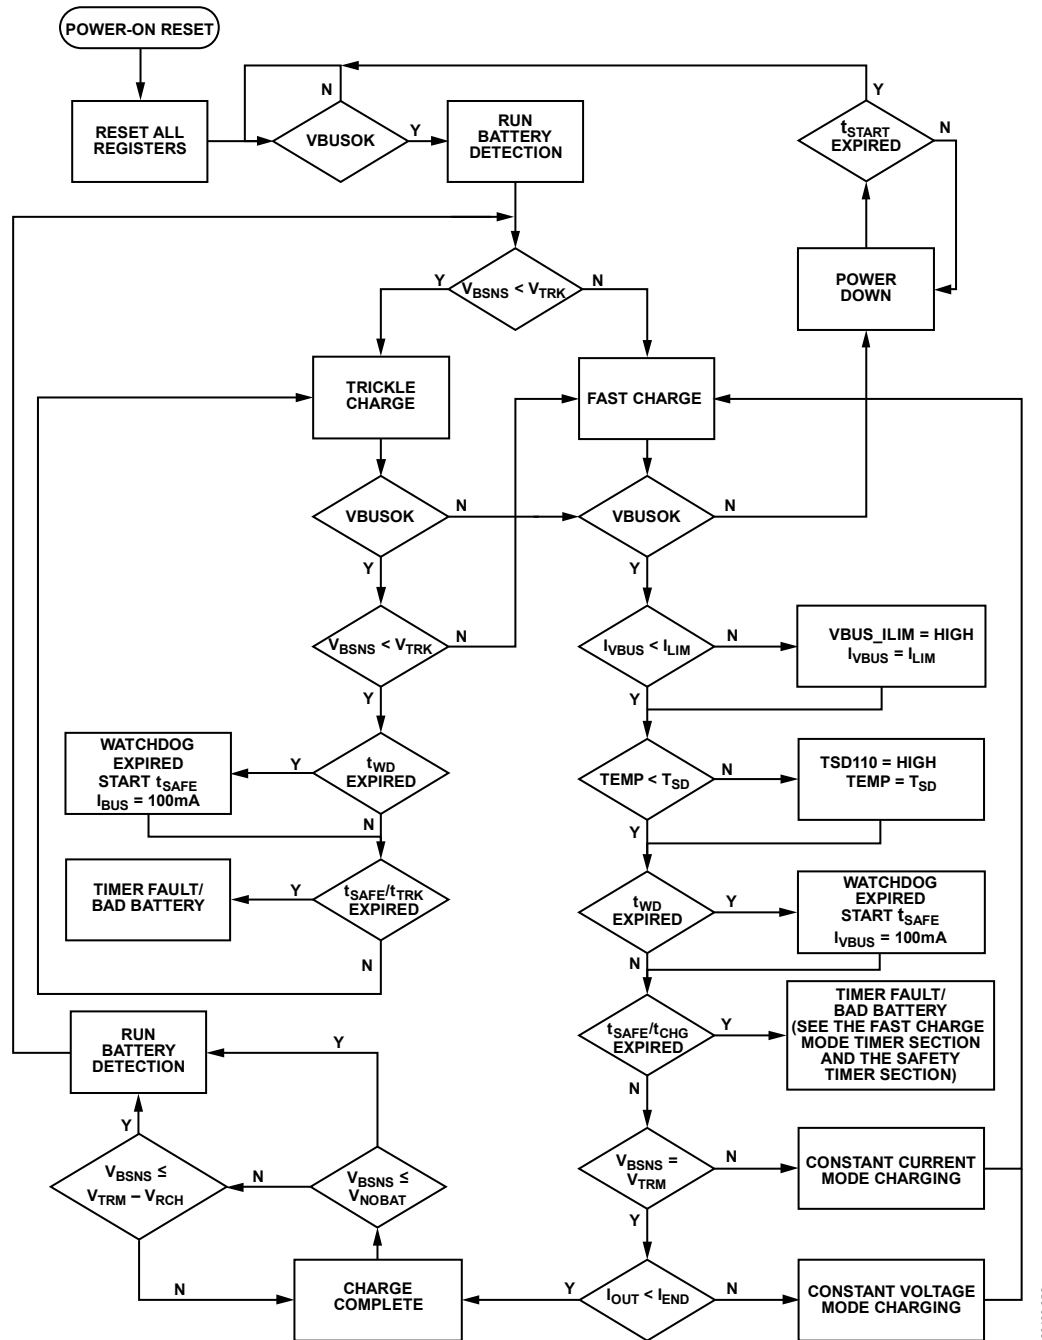 POWER-ON RESET
RESET ALL
REGISTERS
N
VBUSOK
Y
RUN
BATTERY
DETECTION
Y
tSTART
EXPIRED
N
POWER
DOWN
Y
VBSNS < VTRK
N
TRICKLE
CHARGE
FAST CHARGE
VBUSOK
N
Y
VBUSOK
N
Y
VBSNS < VTRK
N
Y
IVBUS < ILIM
N
Y
VBUS_ILIM = HIGH
IVBUS = ILIM
WATCHDOG
EXPIRED
START tSAFE
IBUS = 100mA
Y
tWD
EXPIRED
N
TEMP < TSD
N
Y
TSD110 = HIGH
TEMP = TSD
TIMER FAULT/
BAD BATTERY
Y
tSAFE/tTRK
EXPIRED
N
tWD
EXPIRED
Y
N
WATCHDOG
EXPIRED
START tSAFE
IVBUS = 100mA
tSAFE/tCHG
EXPIRED
Y
N
TIMER FAULT/
BAD BATTERY
(SEE THE FAST CHARGE
MODE TIMER SECTION
AND THE SAFETY
TIMER SECTION)
RUN
BATTERY
DETECTION
Y
Y
VBSNS ≤
VTRM – VRCH
N
VBSNS ≤
VNOBAT
N
CHARGE
COMPLETE
VBSNS =
VTRM
N
Y
CONSTANT CURRENT
MODE CHARGING
Y
IOUT < IEND
N
CONSTANT VOLTAGE
MODE CHARGING